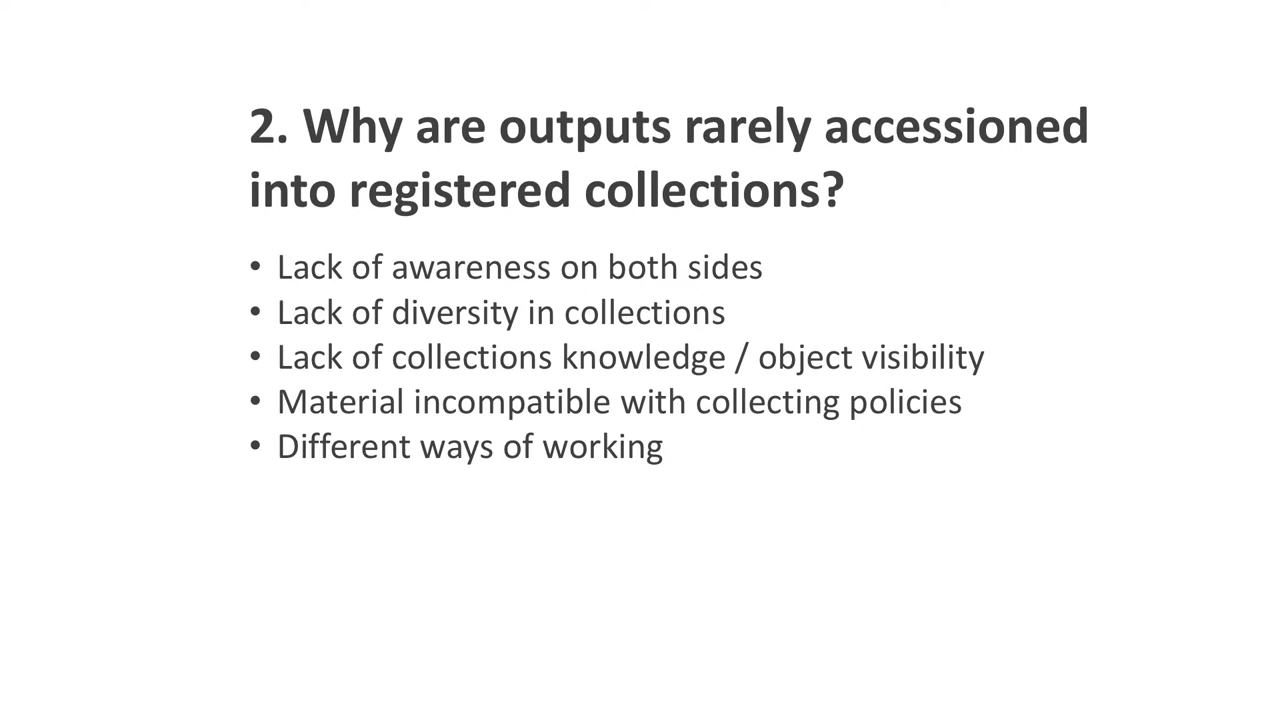 2. Why are outputs rarely accessioned
into registered collections?
• Lack of awareness on both sides
• Lack of diversity in collections
• Lack of collections knowledge / object visibility
• Material incompatible with collecting policies
• Different ways of working